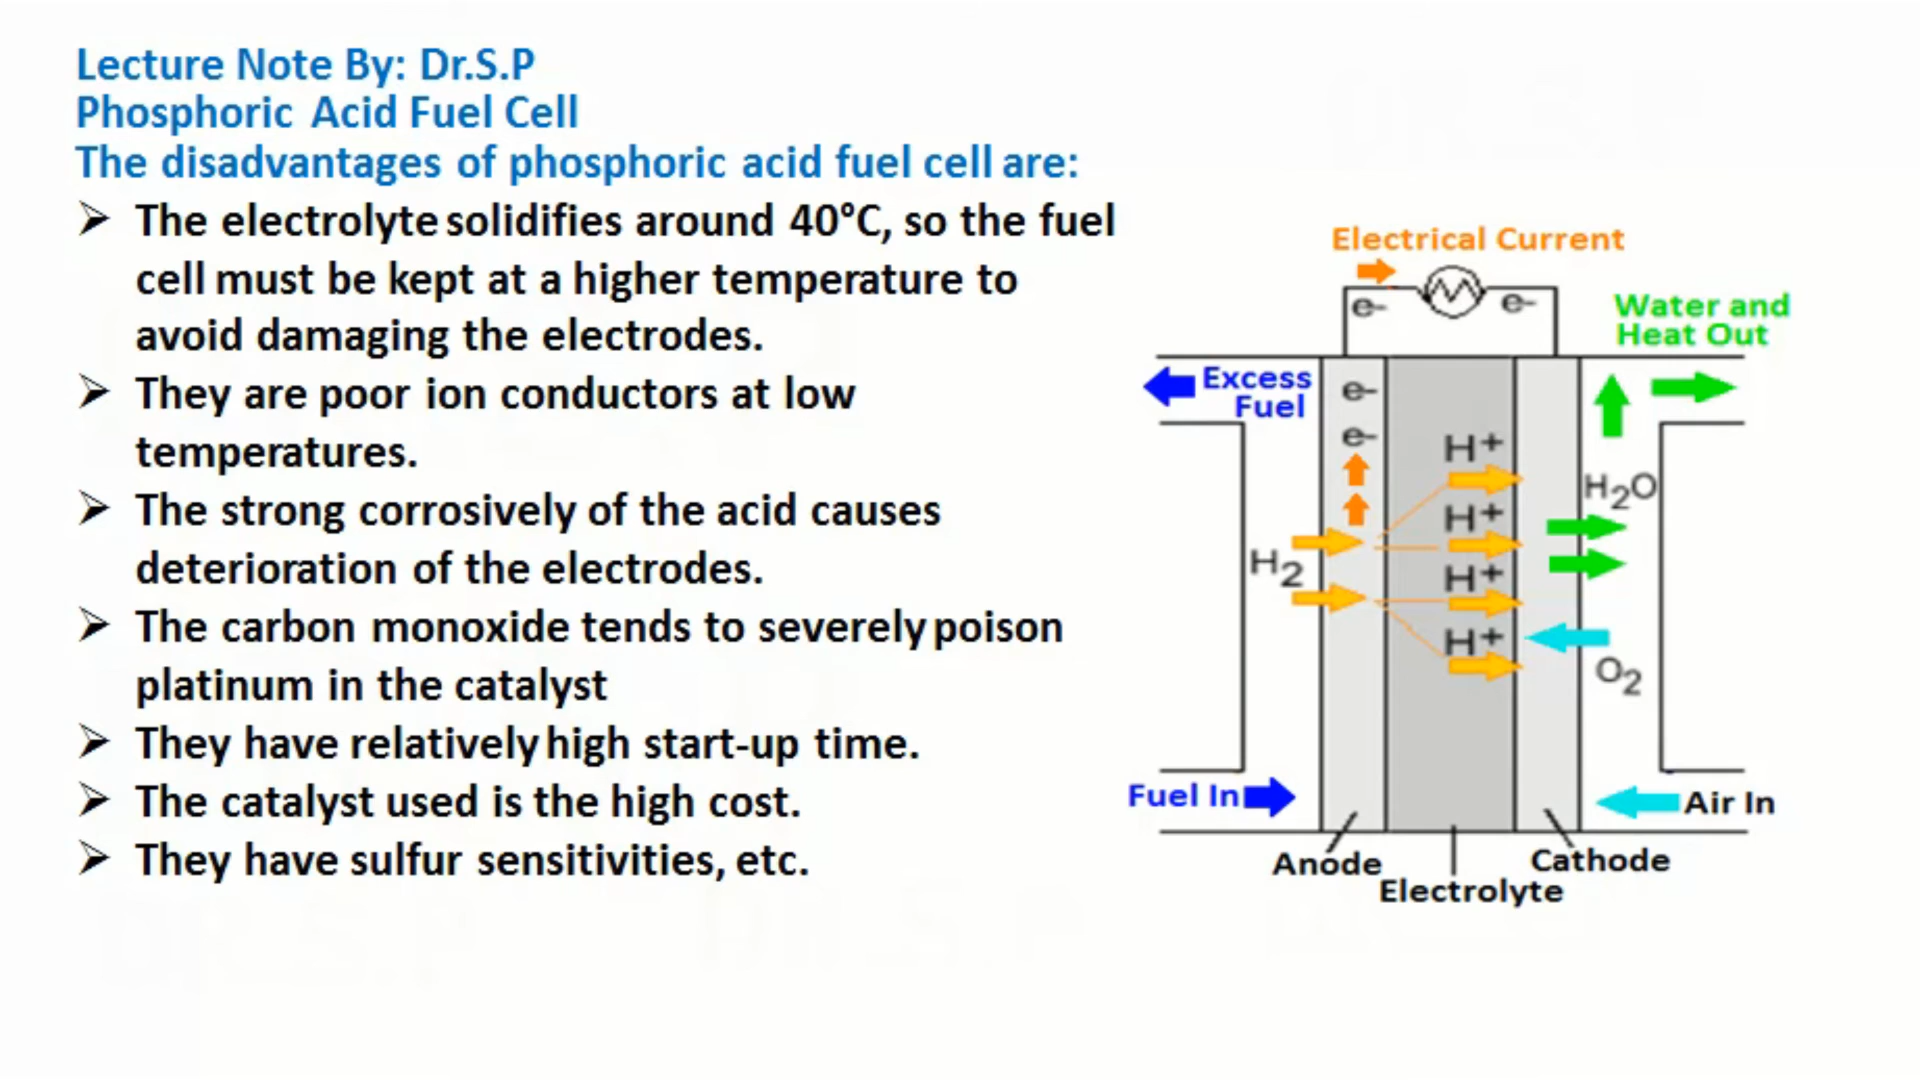 Lecture Note By: Dr.S.P
Phosphoric Acid Fuel Cell
The disadvantages of phosphoric acid fuel cell are:
➢ The electrolyte solidifies around 40°C, so the fuel
cell must be kept at a higher temperature to
avoid damaging the electrodes.
➢ They are poor ion conductors at low
temperatures.
➢ The strong corrosively of the acid causes
deterioration of the electrodes.
➢ The carbon monoxide tends to severely poison
platinum in the catalyst
➢ They have relatively high start-up time.
➢ The catalyst used is the high cost.
➢ They have sulfur sensitivities, etc.
Electrical Current
e-
e-
Water and
Heat Out
Excess
Fuel
e-
e-
H+
H₂O
H+
H₂
H+
H+
O₂
Fuel In
Air In
Anode
Cathode
Electrolyte